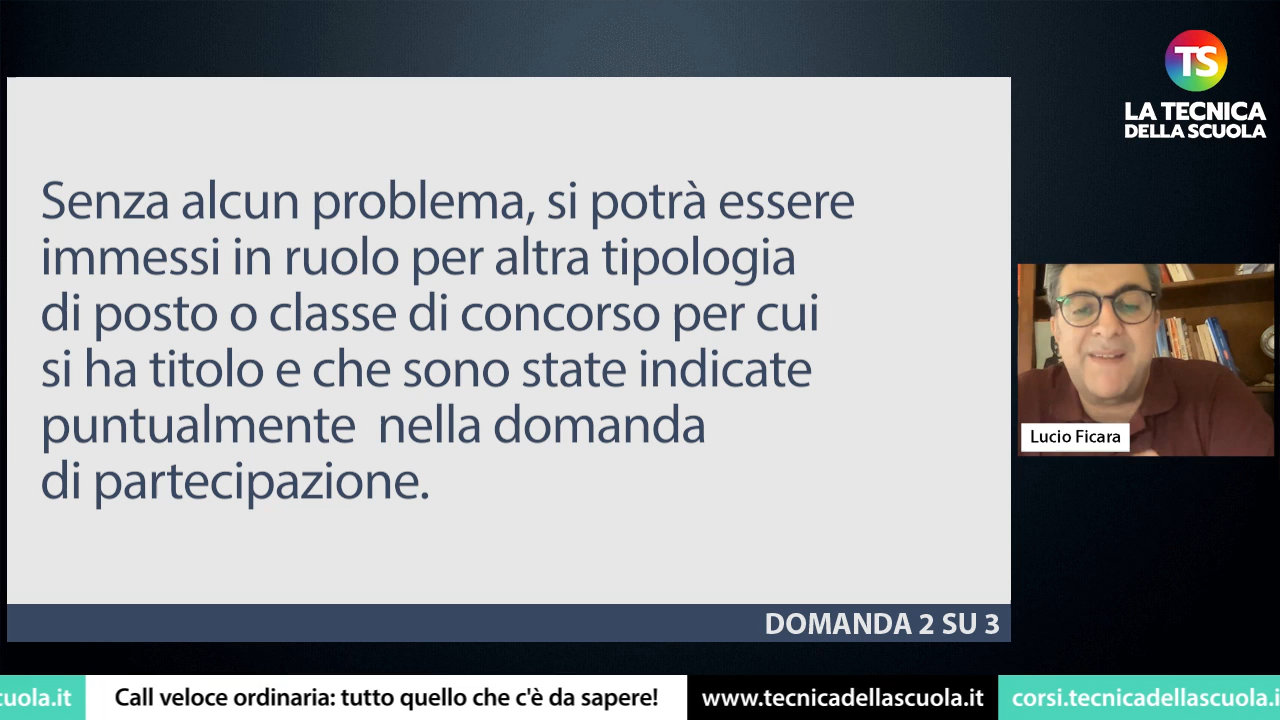 TS
LA TECNICA
DELLA SCUOLA
Senza alcun problema, si potrà essere
immessi in ruolo per altra tipologia
di posto o classe di concorso per cui
si ha titolo e che sono state indicate
puntualmente  nella domanda
di partecipazione.
Lucio Ficara
DOMANDA 2 SU 3
cuola.it
Call veloce ordinaria: tutto quello che c'è da sapere!
www.tecnicadellascuola.it
corsi.tecnicadellascuola.i